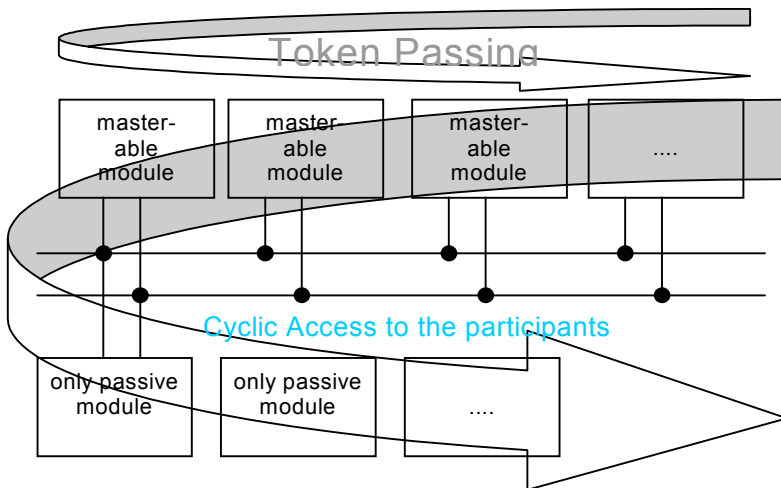 Token Passing
master-
able
module
master-
able
module
master-
able
module
....
Cyclic Access to the participants
only passive
module
only passive
module
....